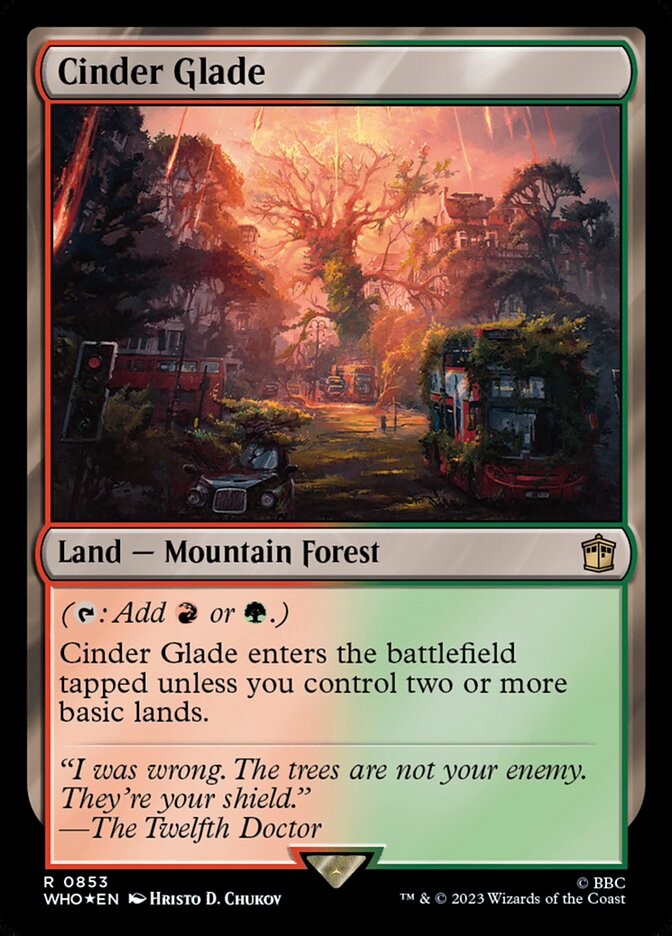 Cinder Glade
Land — Mountain Forest
(: Add or .)
Cinder Glade enters the battlefield
tapped unless you control two or more
basic lands.
“I was wrong. The trees are not your enemy.
They’re your shield.”
—The Twelfth Doctor
R 0853
© BBC
WHO★EN Hristo D. Chukov
™ & © 2023 Wizards of the Coast